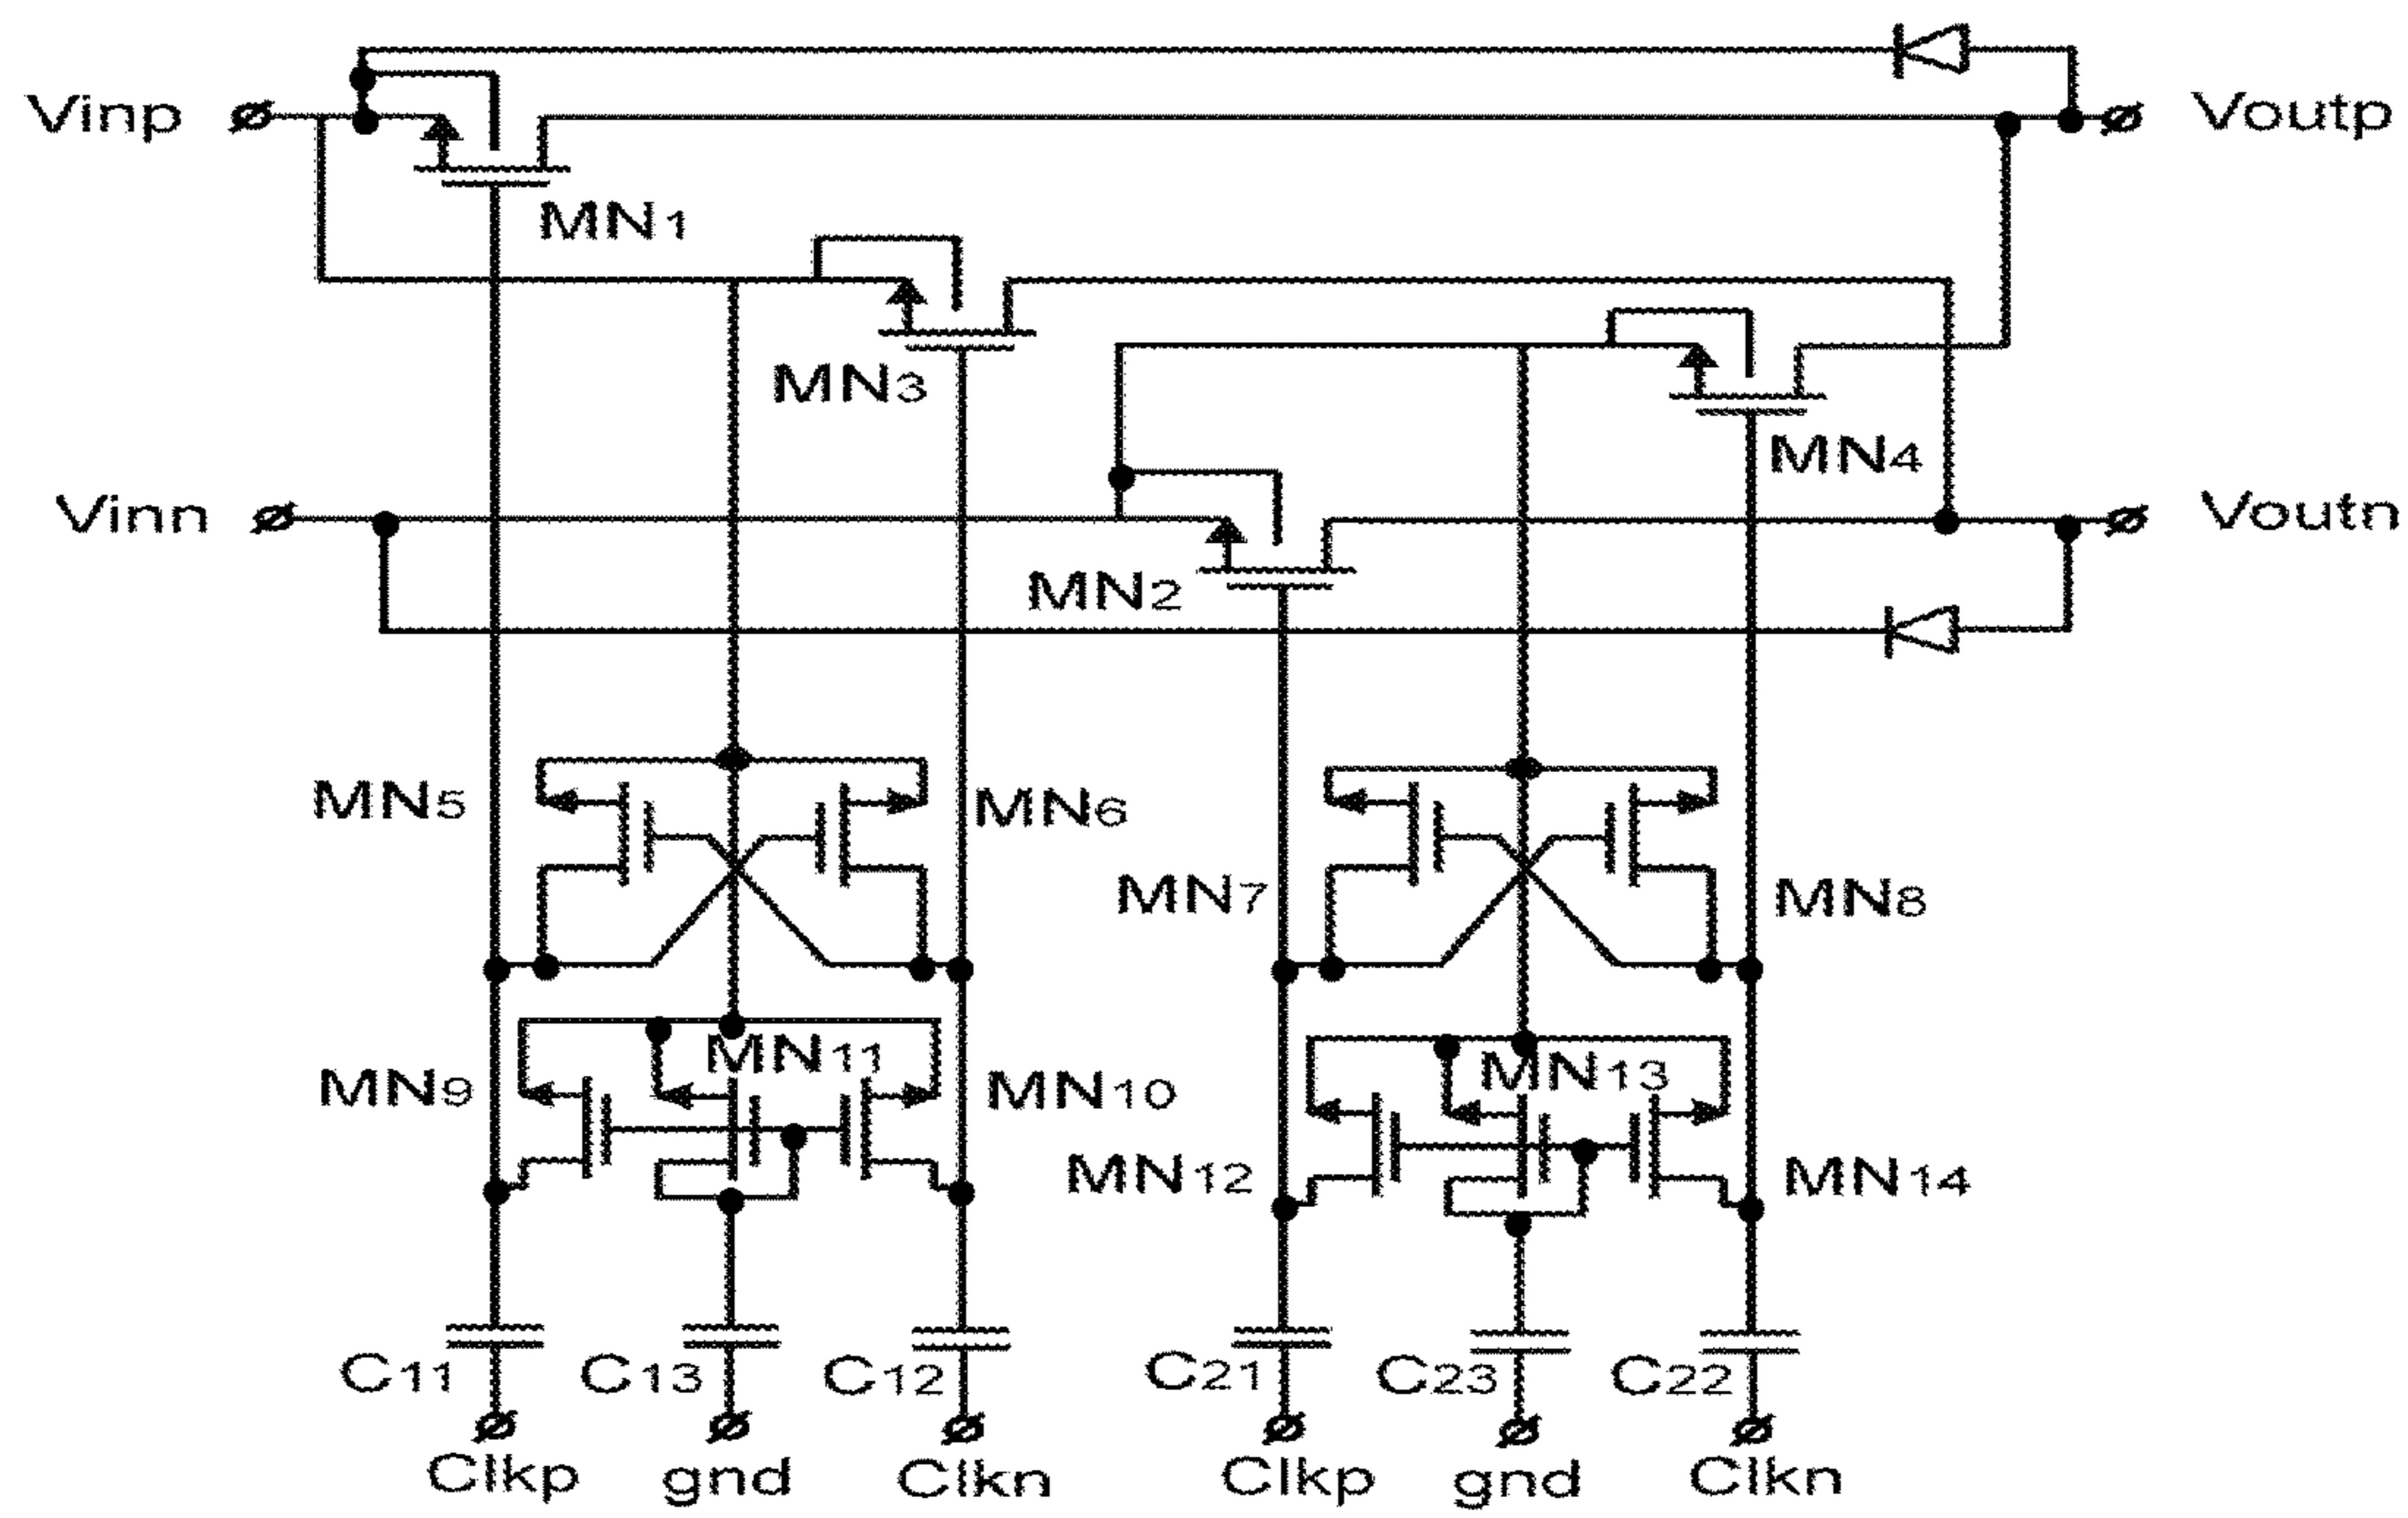 Vinp
Voutp
MN1
MN3
MN4
Vinn
Voutn
MN2
MN5
MN6
MN7
MN8
MN11
MN13
MN9
MN10
MN12
MN14
C11
C13
C12
C21
C23
C22
Clkp
gnd
Clkn
Clkp
gnd
Clkn